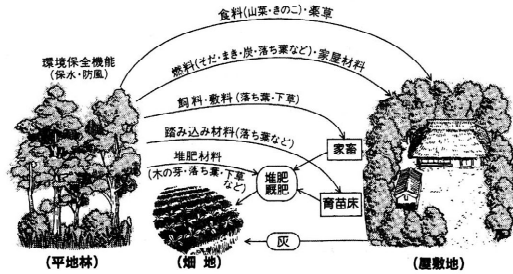 食料(山菜・きのこ)・薬草
環境保全機能
(保水・防風)
燃料(そだ・まき・炭・落ち葉など)・家屋材料
飼料・敷料(落ち葉・下草)
踏み込み材料(落ち葉など)
家畜
堆肥材料
(木の芽・落ち葉・下草
など)
堆肥
厩肥
育苗床
灰
(平地林)
(畑 地)
(屋敷地)